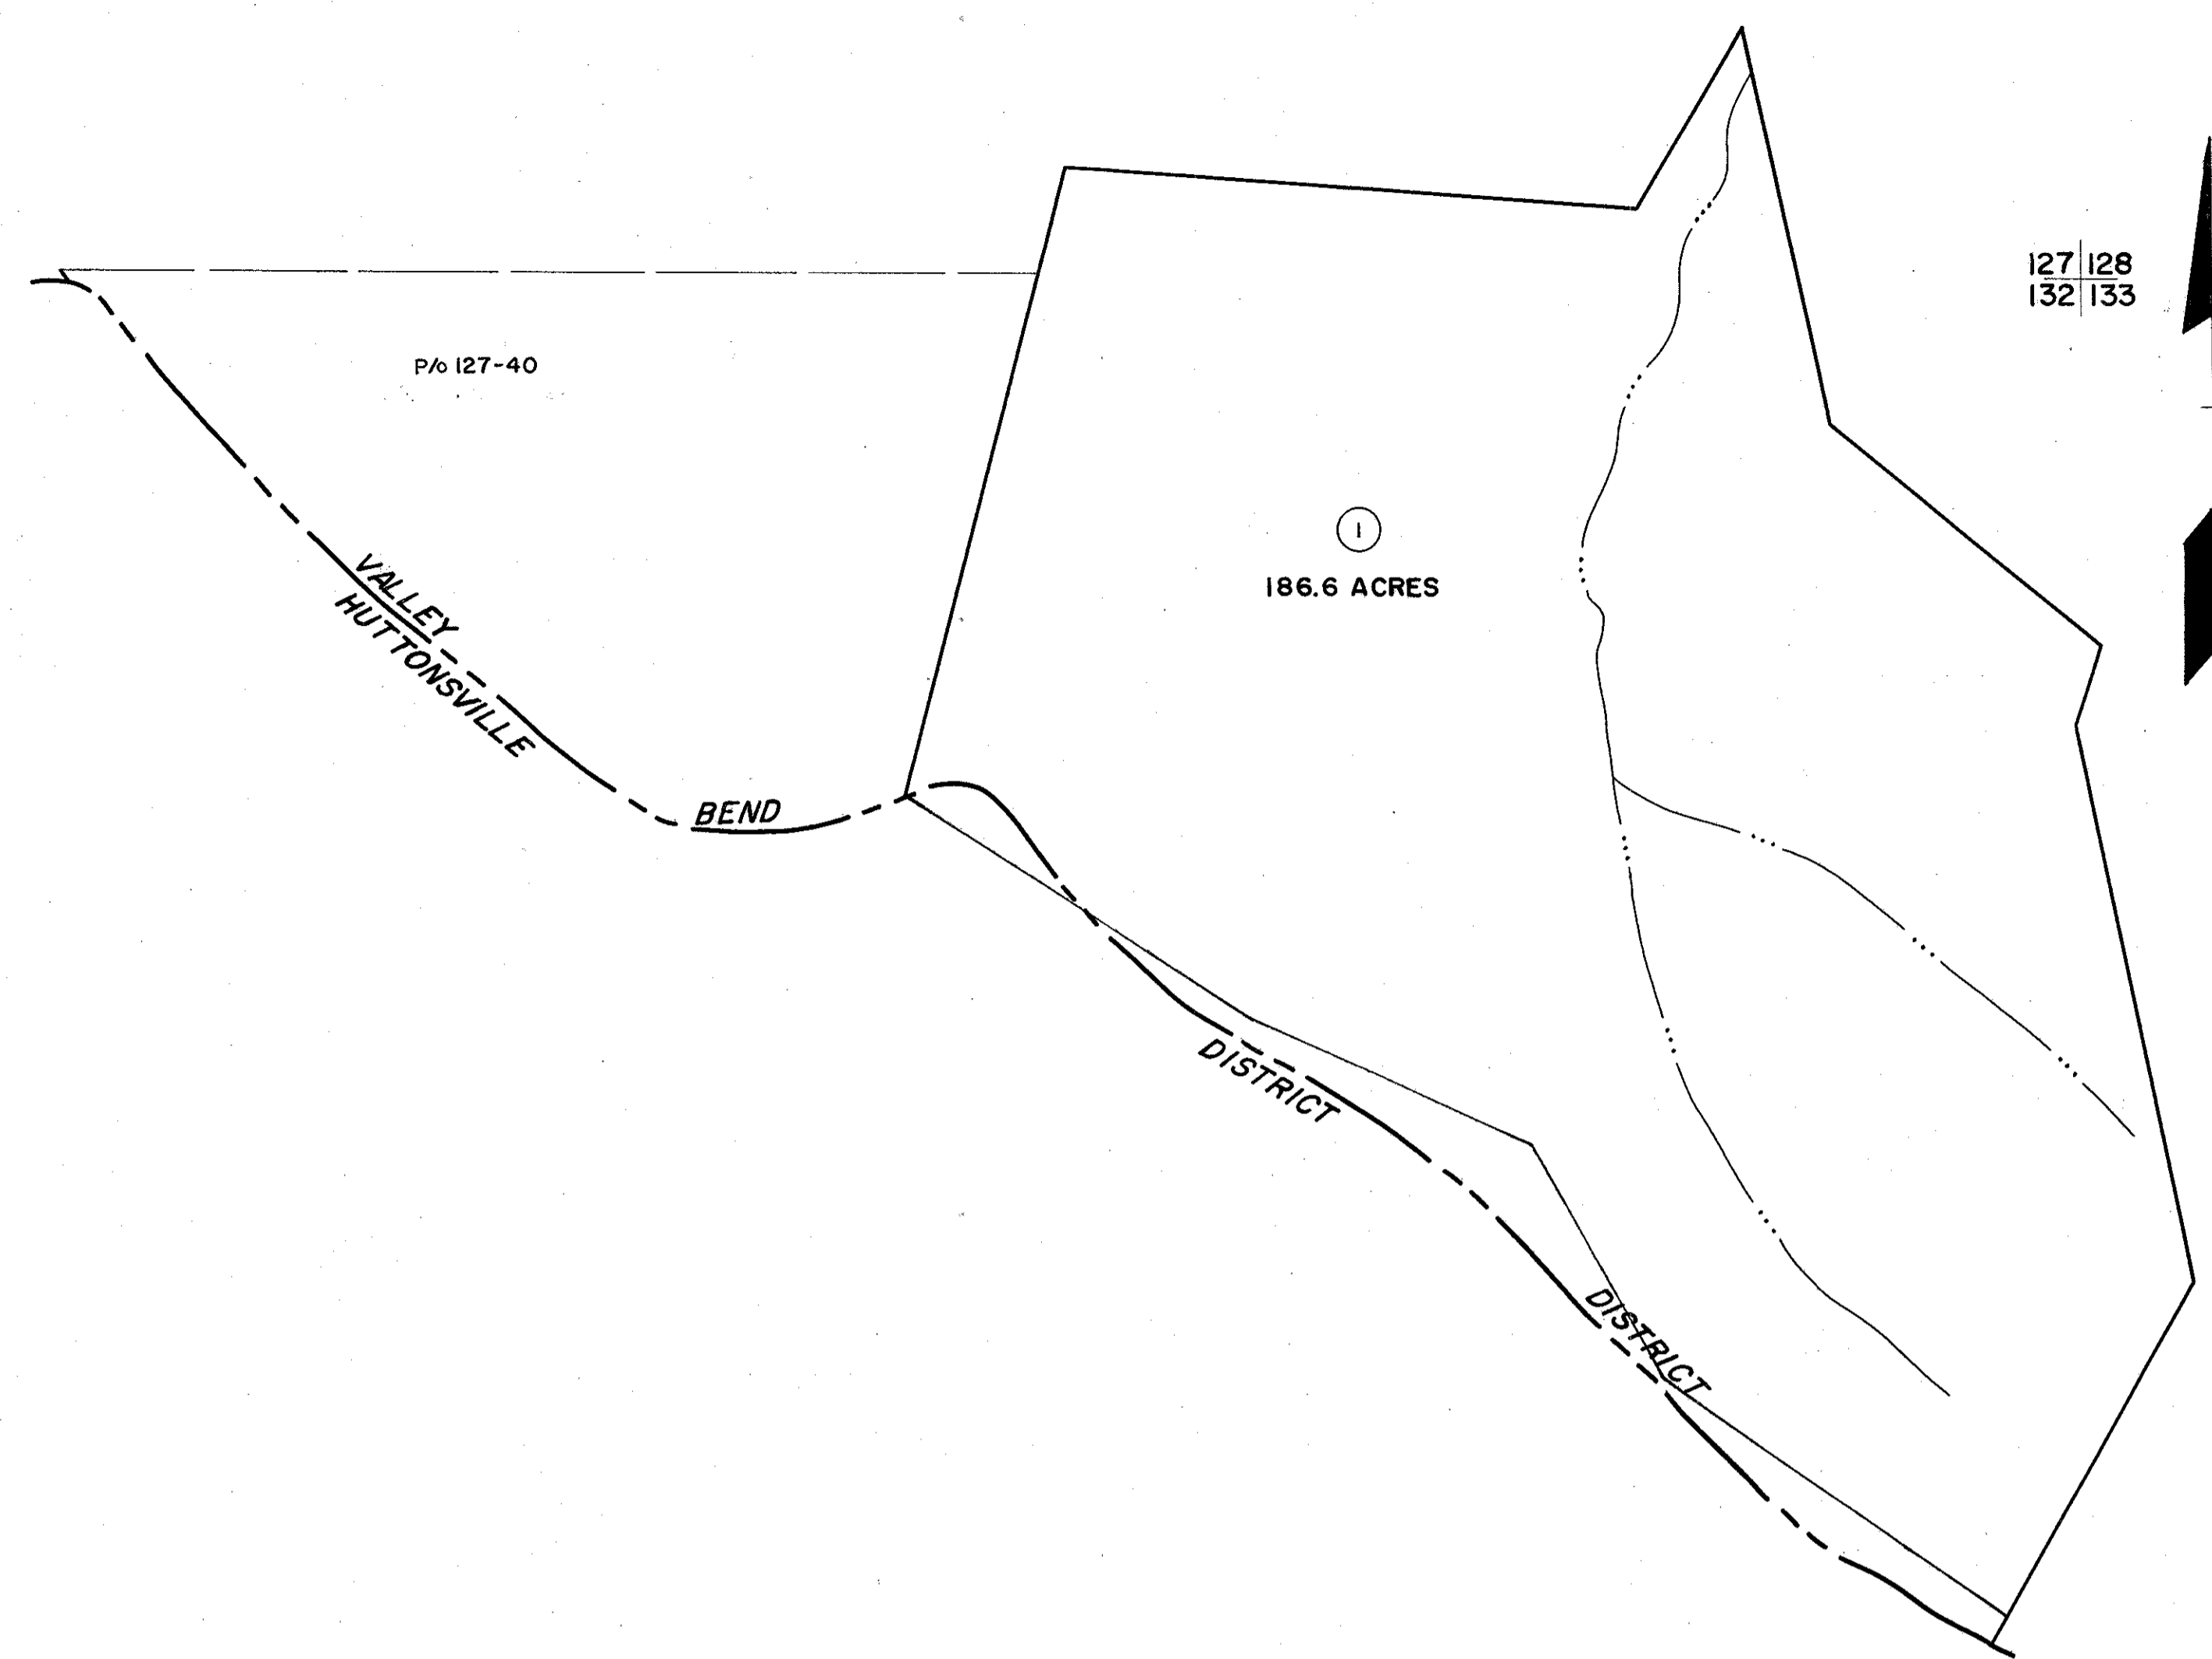 127 128
132 133
P/o 127-40
1
186.6 ACRES
VALLEY BEND DISTRICT
HUTTONSVILLE DISTRICT